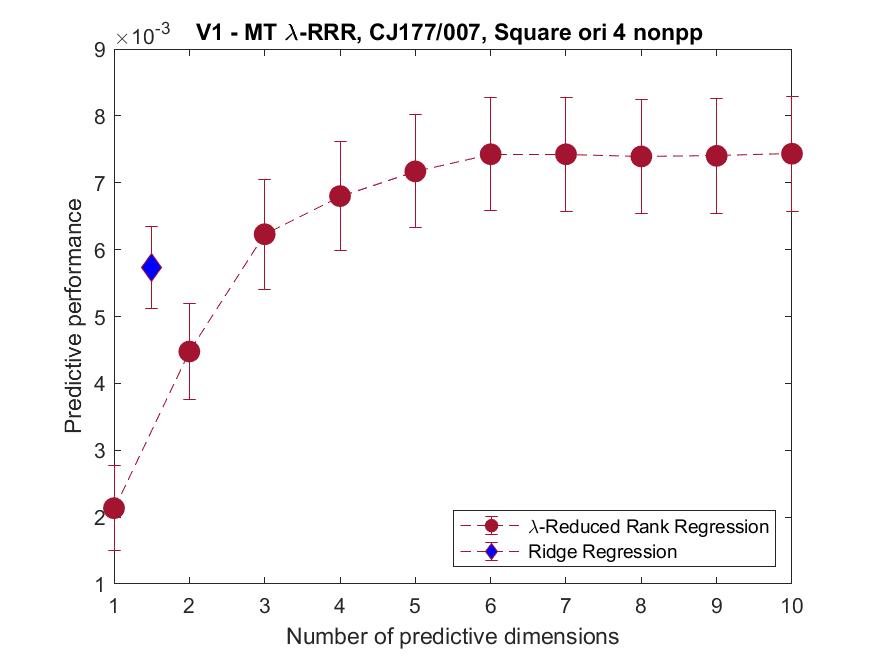 V1 - MT λ-RRR, CJ177/007, Square ori 4 nonpp
×10-3
9
8
7
6
5
4
3
2
1
Predictive performance
λ-Reduced Rank Regression
Ridge Regression
1 2 3 4 5 6 7 8 9 10
Number of predictive dimensions